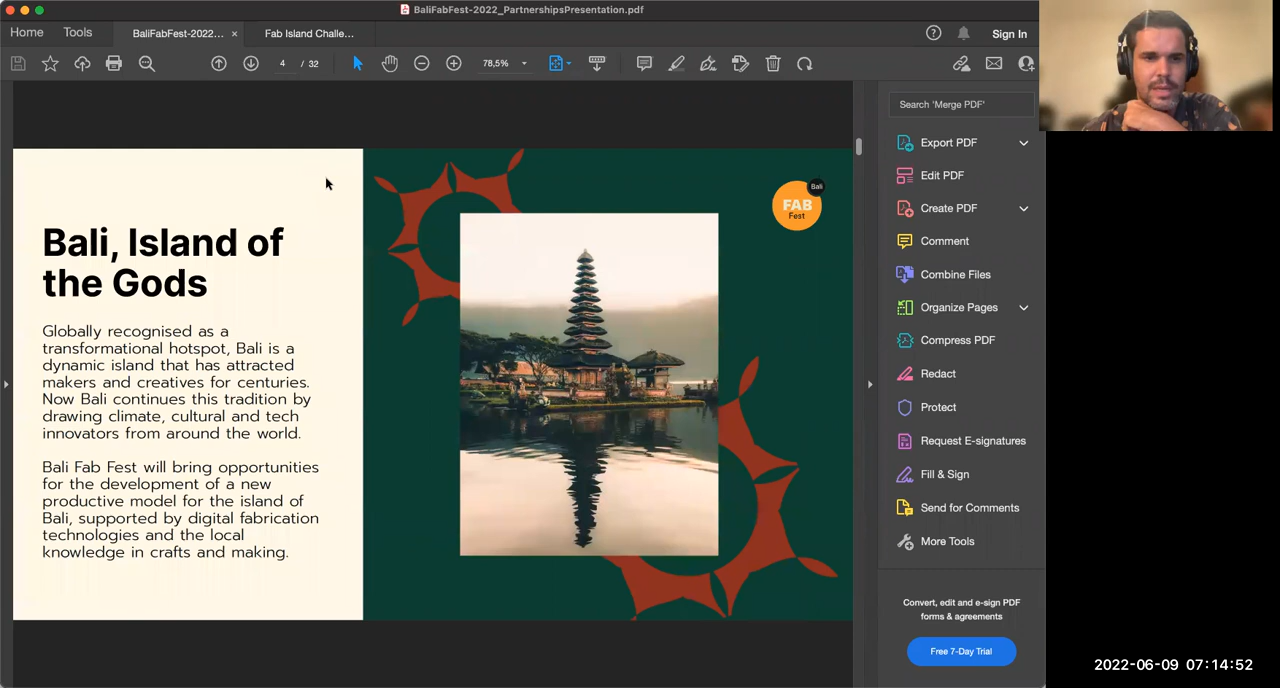 BaliFabFest-2022_PartnershipsPresentation.pdf
Home
Tools
BaliFabFest-2022...
×
Fab Island Challe...
?
Sign In
4 / 32
78,5%
Search 'Merge PDF'
Export PDF
Edit PDF
Create PDF
Comment
Combine Files
Organize Pages
Compress PDF
Redact
Protect
Request E-signatures
Fill & Sign
Send for Comments
More Tools
Convert, edit and e-sign PDF
forms & agreements
Free 7-Day Trial
Bali, Island of
the Gods
Globally recognised as a
transformational hotspot, Bali is a
dynamic island that has attracted
makers and creatives for centuries.
Now Bali continues this tradition by
drawing climate, cultural and tech
innovators from around the world.
Bali Fab Fest will bring opportunities
for the development of a new
productive model for the island of
Bali, supported by digital fabrication
technologies and the local
knowledge in crafts and making.
Bali
FAB
Fest
2022-06-09 07:14:52